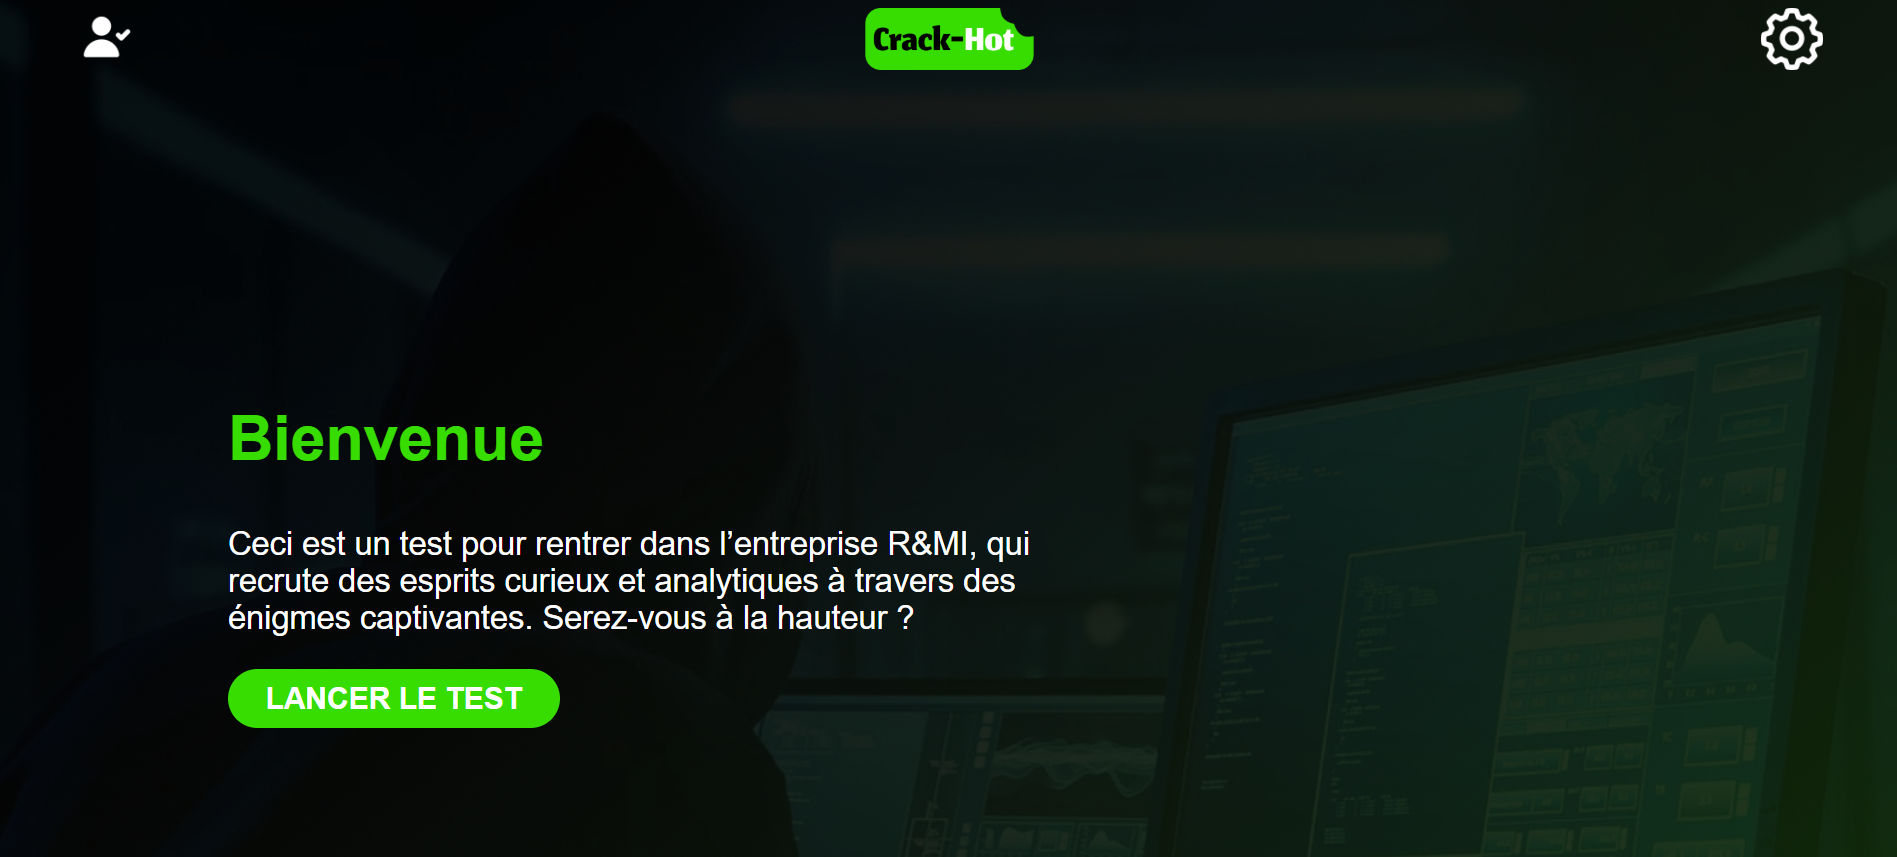 Crack-Hot
Bienvenue
Ceci est un test pour rentrer dans l’entreprise R&MI, qui
recrute des esprits curieux et analytiques à travers des
énigmes captivantes. Serez-vous à la hauteur ?
LANCER LE TEST